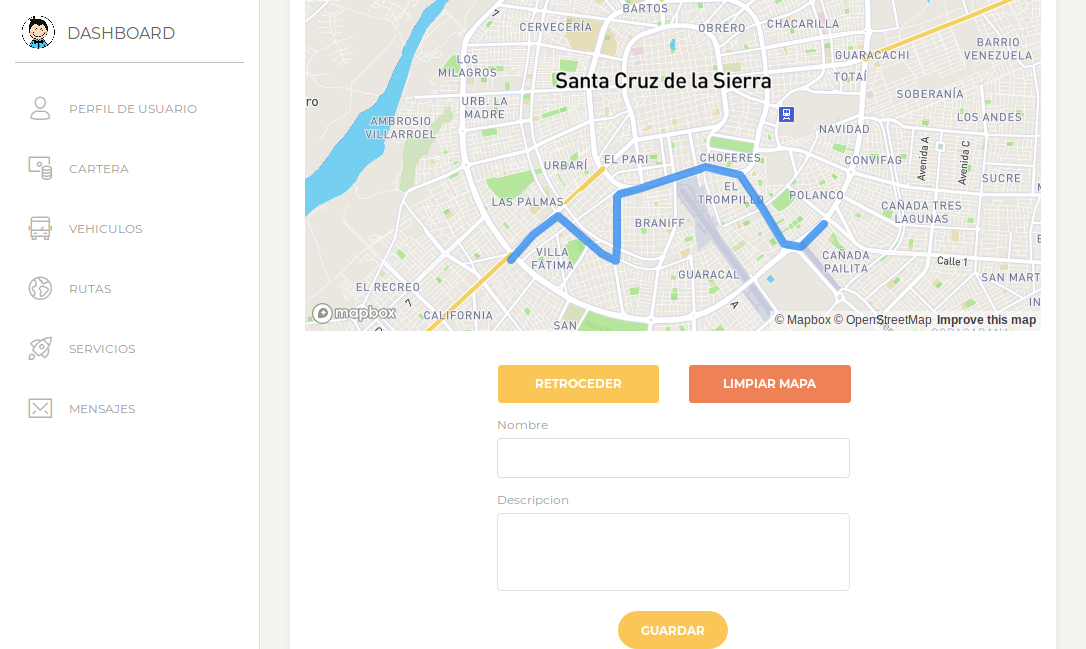 DASHBOARD
PERFIL DE USUARIO
CARTERA
VEHICULOS
RUTAS
SERVICIOS
MENSAJES
7
BARTOS
CERVECERÍA
OBRERO
CHACARILLA
GUARACACHI
BARRIO
VENEZUELA
LOS
MILAGROS
Santa Cruz de la Sierra
TOTAÍ
SOBERANÍA
ro
URB. LA
MADRE
AMBROSIO
VILLARROEL
NAVIDAD
LOS ANDES
Avenida A
Avenida C
URBARÍ
EL PARI
CHOFERES
CONVIFAG
SUCRE
LAS PALMAS
EL
TROMPILLO
POLANCO
CAÑADA TRES
LAGUNAS
BRANIFF
VILLA
FÁTIMA
CAÑADA
PAILITA
Calle 1
GUARACAL
SAN MART
EL RECREO
7
A
IN
CALIFORNIA
SAN
mapbox
© Mapbox © OpenStreetMap Improve this map
RETROCEDER
LIMPIAR MAPA
Nombre
Descripcion
GUARDAR